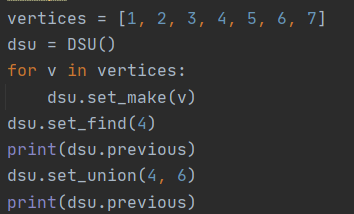 vertices = [1, 2, 3, 4, 5, 6, 7]
dsu = DSU()
for v in vertices:
    dsu.set_make(v)
dsu.set_find(4)
print(dsu.previous)
dsu.set_union(4, 6)
print(dsu.previous)